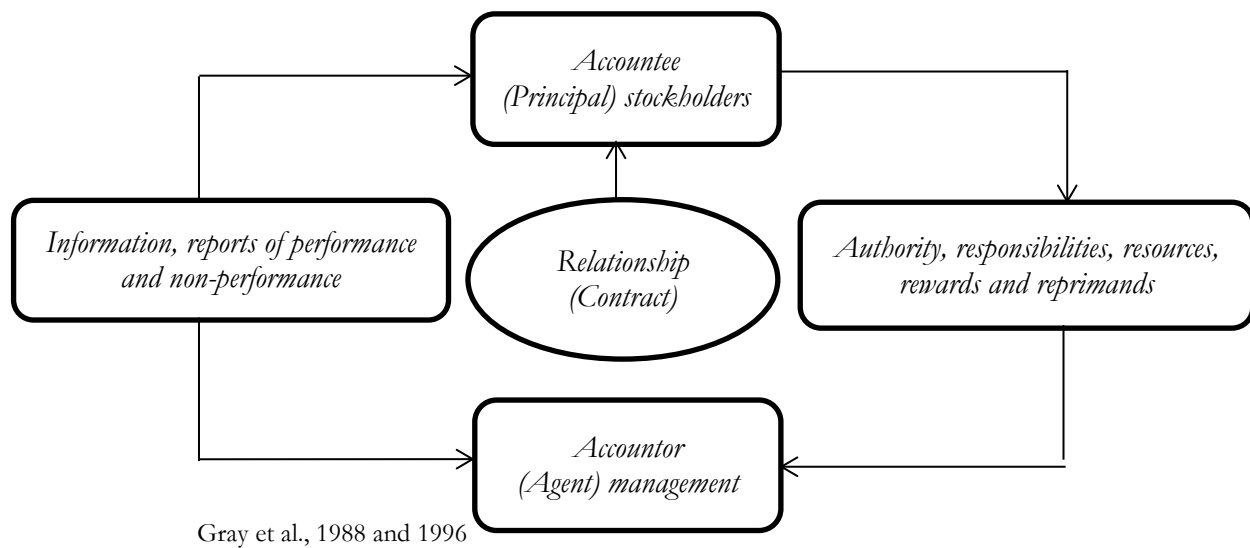 Accountee
(Principal) stockholders
Information, reports of performance
and non-performance
Relationship
(Contract)
Authority, responsibilities, resources,
rewards and reprimands
Accountor
(Agent) management
Gray et al., 1988 and 1996